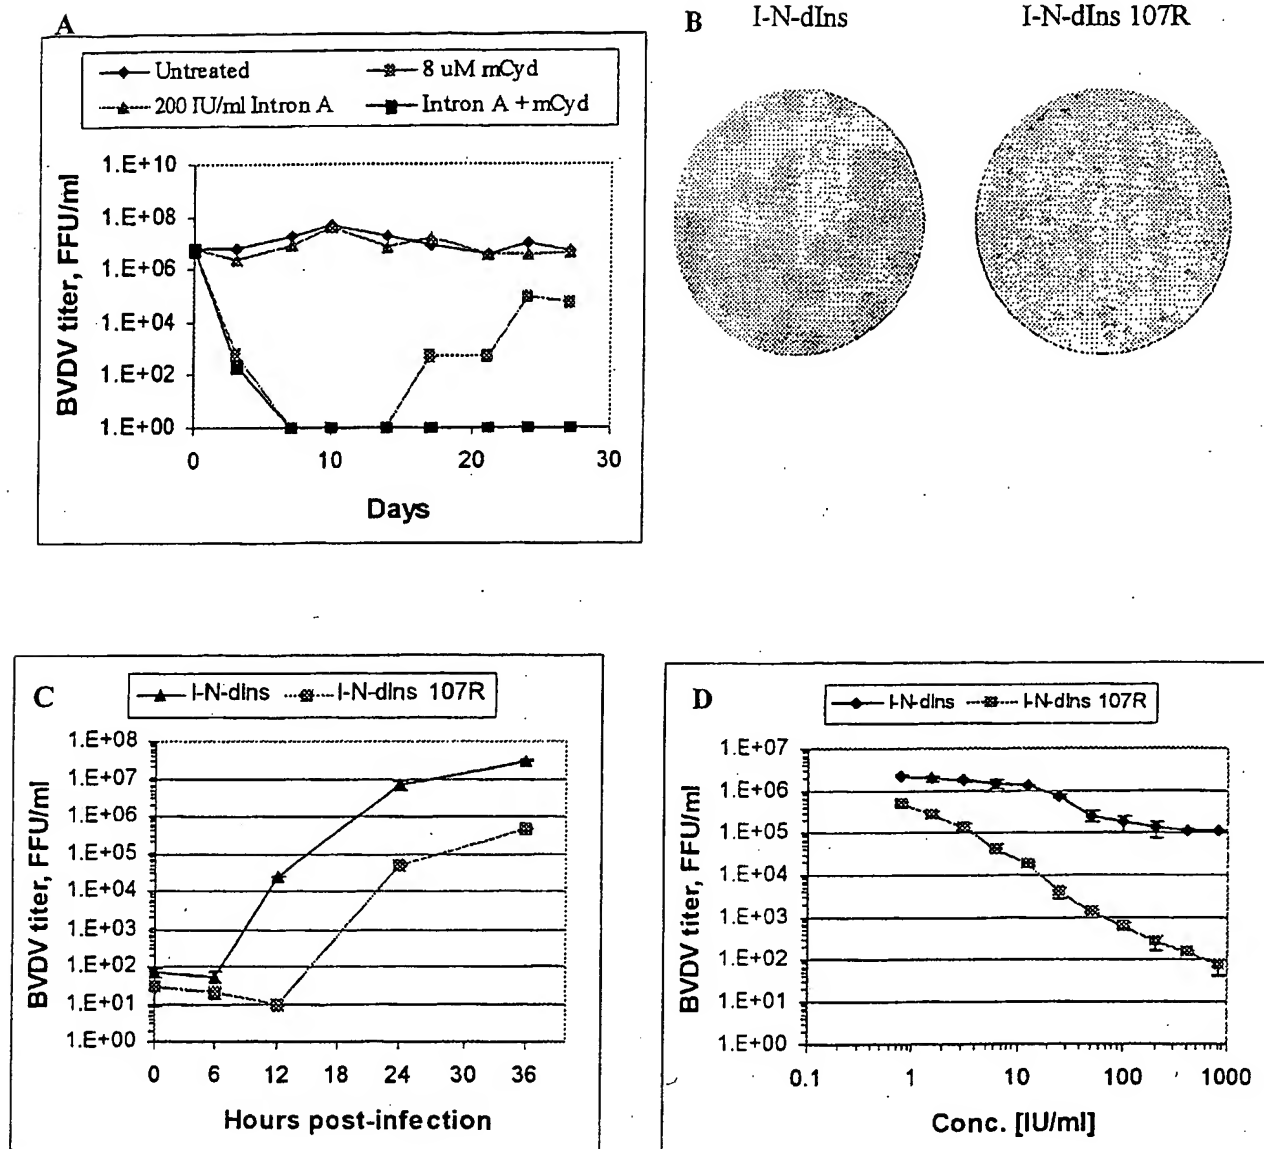 A
Untreated
8 uM mCyd
200 IU/ml Intron A
Intron A + mCyd
BVDV titer, FFU/ml
1.E+10
1.E+08
1.E+06
1.E+04
1.E+02
1.E+00
0
10
20
30
Days
B
I-N-dIns
I-N-dIns 107R
C
I-N-dIns
I-N-dIns 107R
BVDV titer, FFU/ml
1.E+08
1.E+07
1.E+06
1.E+05
1.E+04
1.E+03
1.E+02
1.E+01
1.E+00
0
6
12
18
24
30
36
Hours post-infection
D
I-N-dIns
I-N-dIns 107R
BVDV titer, FFU/ml
1.E+07
1.E+06
1.E+05
1.E+04
1.E+03
1.E+02
1.E+01
1.E+00
0.1
1
10
100
1000
Conc. [IU/ml]